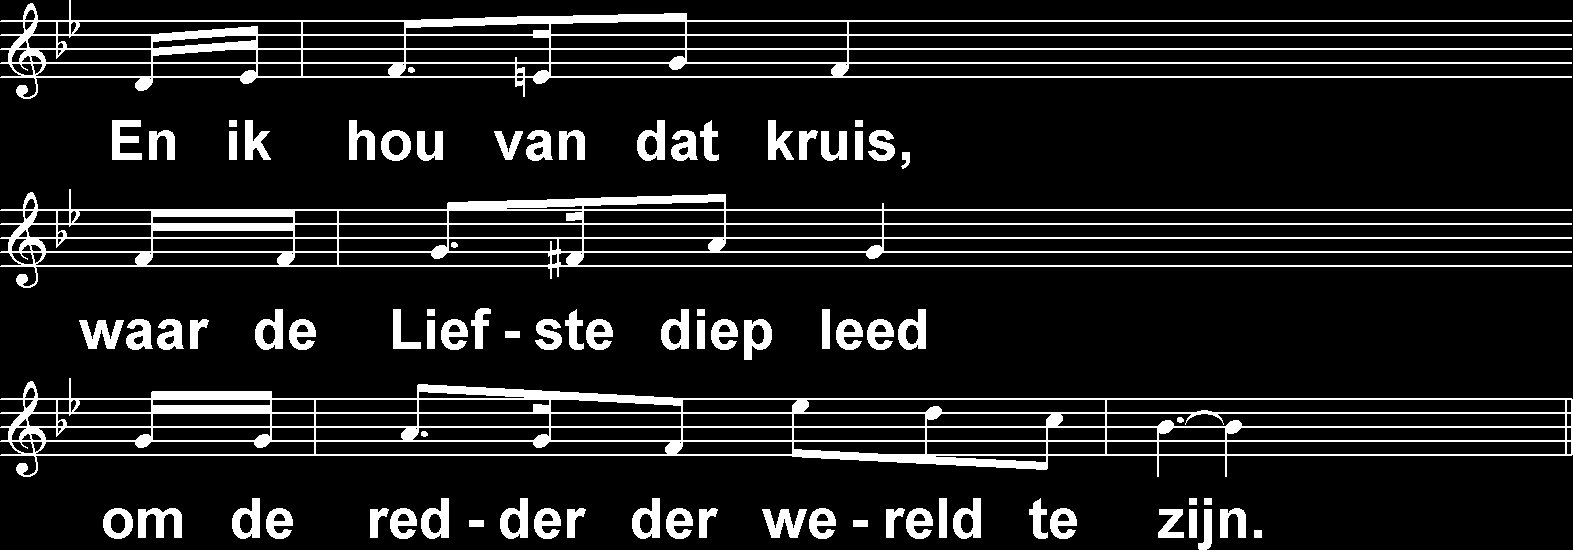 En ik hou van dat kruis,
waar de Lief - ste diep leed
om de red - der der we - reld te zijn.